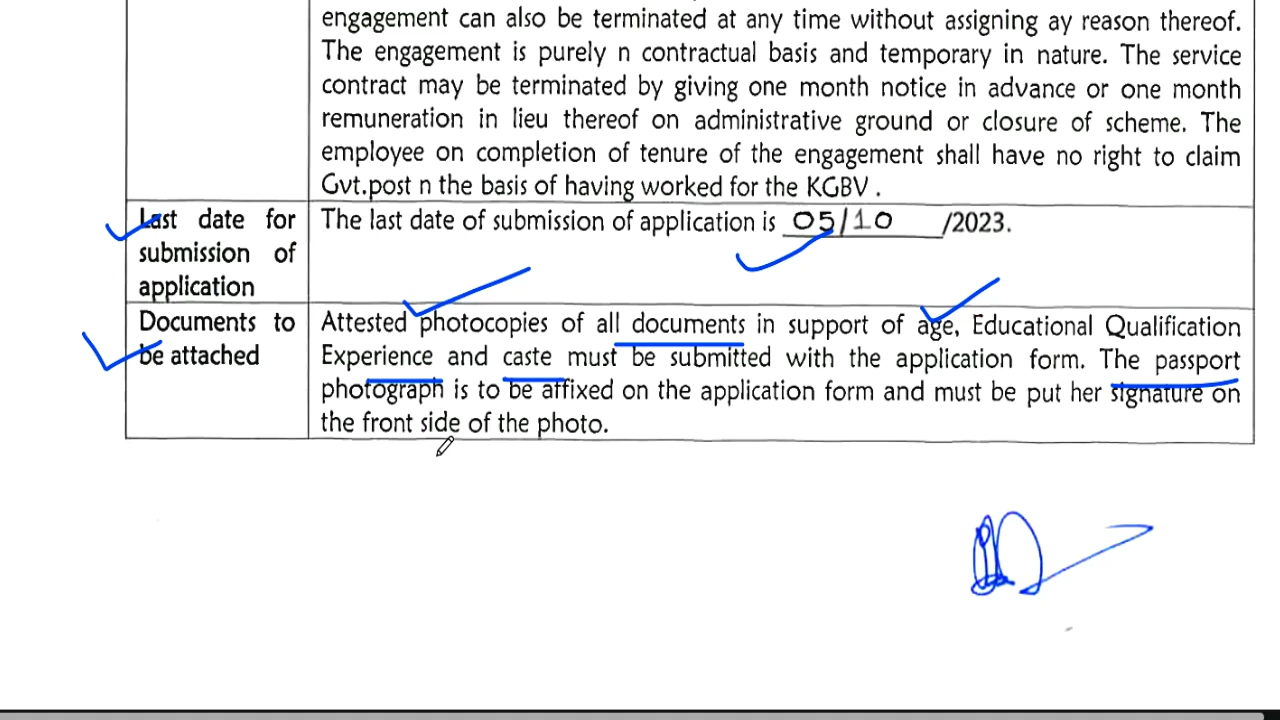 engagement can also be terminated at any time without assigning ay reason thereof.
The engagement is purely n contractual basis and temporary in nature. The service
contract may be terminated by giving one month notice in advance or one month
remuneration in lieu thereof on administrative ground or closure of scheme. The
employee on completion of tenure of the engagement shall have no right to claim
Gvt.post n the basis of having worked for the KGBV .
Last date for
submission of
application
The last date of submission of application is 05/10 /2023.
Documents to
be attached
Attested photocopies of all documents in support of age, Educational Qualification
Experience and caste must be submitted with the application form. The passport
photograph is to be affixed on the application form and must be put her signature on
the front side of the photo.